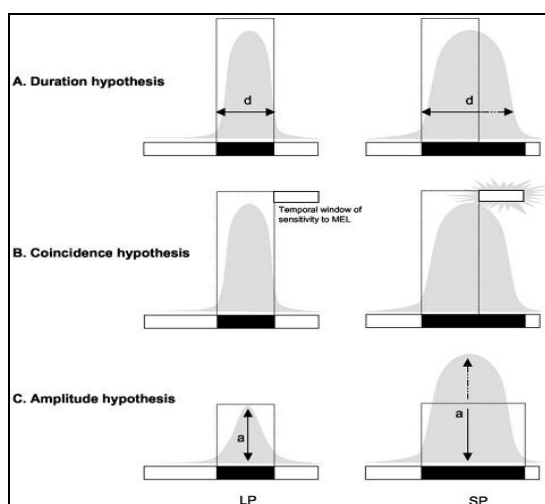 A. Duration hypothesis
d
d
Temporal window of
sensitivity to MEL
B. Coincidence hypothesis
C. Amplitude hypothesis
a
a
LP
SP